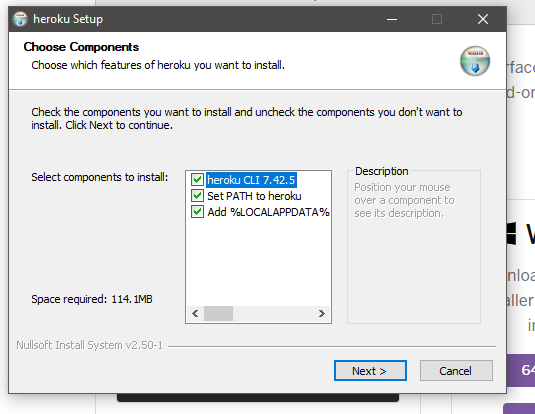 heroku Setup
Choose Components
Choose which features of heroku you want to install.
Check the components you want to install and uncheck the components you don't want to
install. Click Next to continue.
Select components to install:
heroku CLI 7.42.5
Set PATH to heroku
Add %LOCALAPPDATA%
Description
Position your mouse
over a component to
see its description.
Space required: 114.1MB
Nullsoft Install System v2.50-1
Next >
Cancel
64